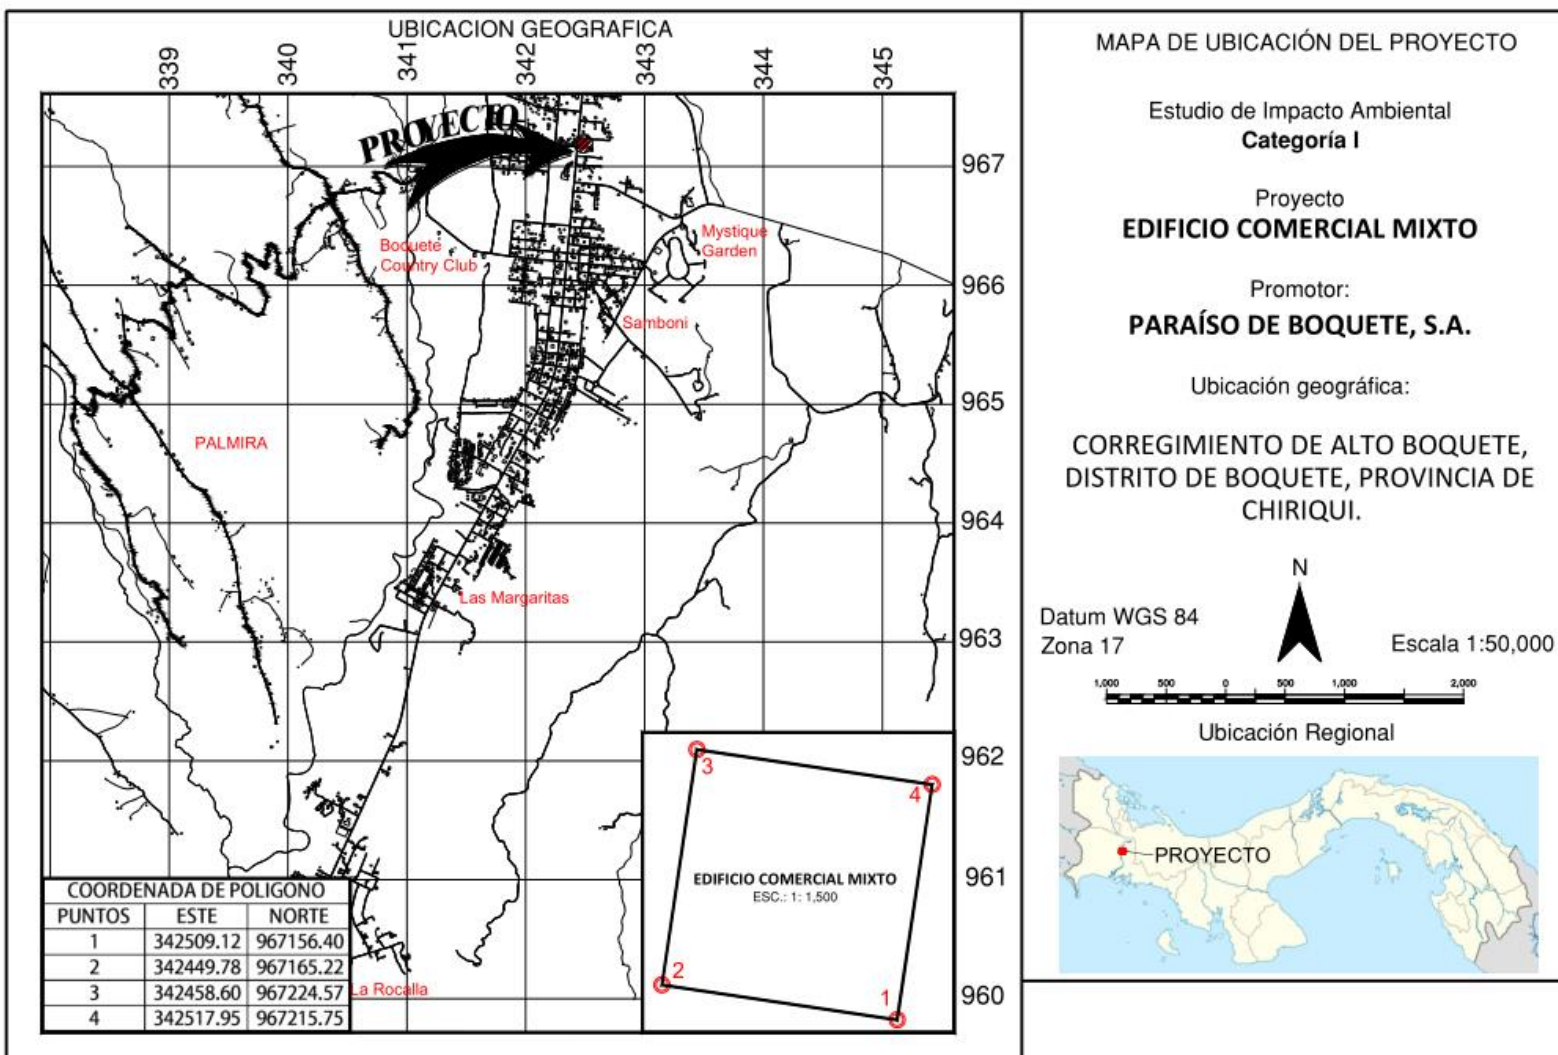 UBICACION GEOGRAFICA
339 340 341 342 343 344 345
PROYECTO
967
966
965
964
963
962
961
960
Boquete
Country Club
Mystique
Garden
Samboni
PALMIRA
Las Margaritas
La Rocalla
COORDENADA DE POLIGONO
PUNTOS ESTE NORTE
1 342509.12 967156.40
2 342449.78 967165.22
3 342458.60 967224.57
4 342517.95 967215.75
3
4
EDIFICIO COMERCIAL MIXTO
ESC.: 1: 1,500
2
1
MAPA DE UBICACIÓN DEL PROYECTO
Estudio de Impacto Ambiental
Categoría I
Proyecto
EDIFICIO COMERCIAL MIXTO
Promotor:
PARAÍSO DE BOQUETE, S.A.
Ubicación geográfica:
CORREGIMIENTO DE ALTO BOQUETE,
DISTRITO DE BOQUETE, PROVINCIA DE
CHIRIQUI.
N
Datum WGS 84
Zona 17
Escala 1:50,000
1,000 500 0 500 1,000 2,000
Ubicación Regional
PROYECTO